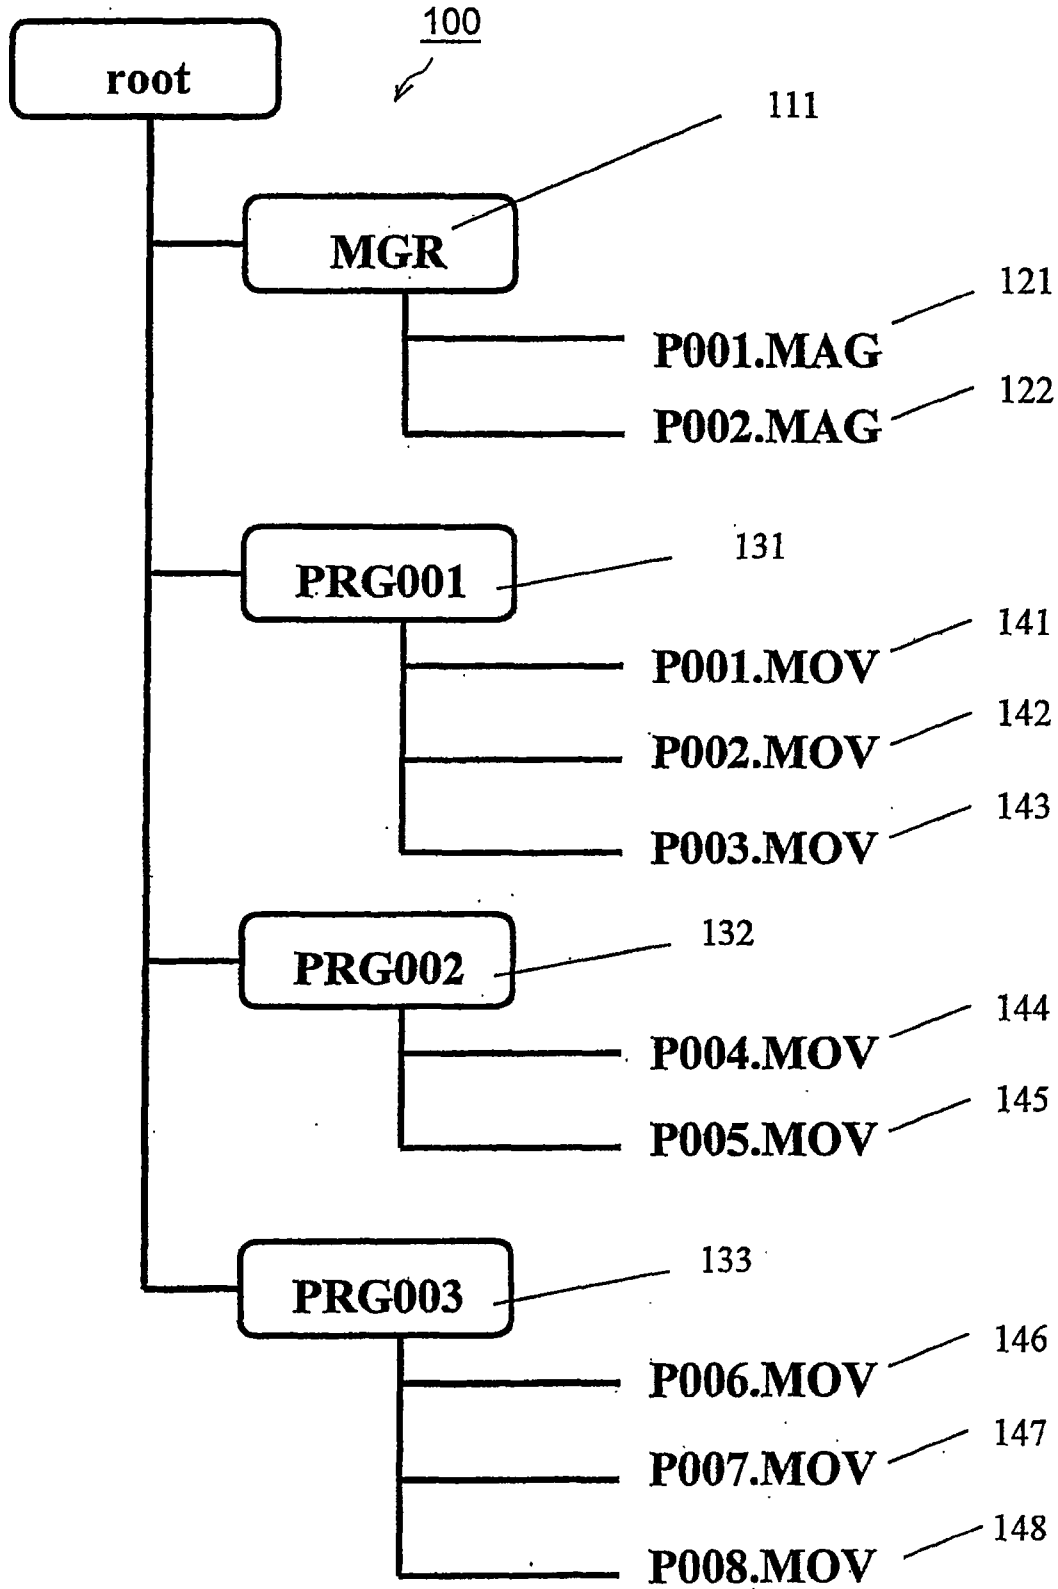 100
root
111
MGR
121
P001.MAG
122
P002.MAG
131
PRG001
141
P001.MOV
142
P002.MOV
143
P003.MOV
132
PRG002
144
P004.MOV
145
P005.MOV
133
PRG003
146
P006.MOV
147
P007.MOV
148
P008.MOV